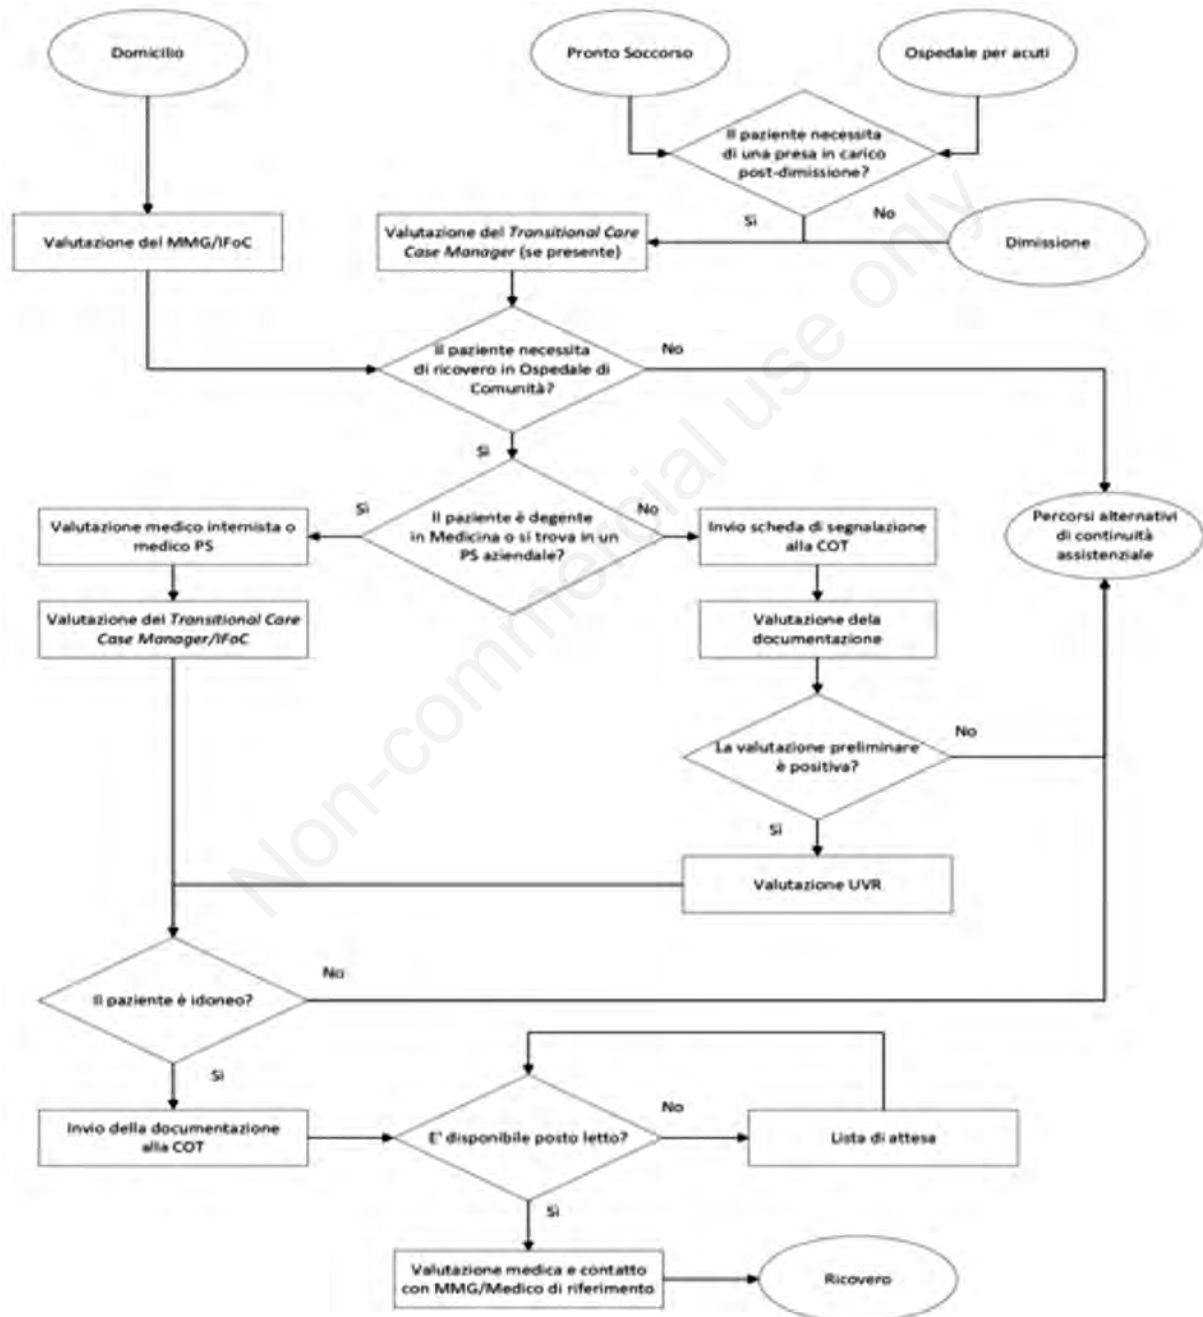 Domicilio
Pronto Soccorso
Ospedale per acuti
Il paziente necessita
di una presa in carico
post-dimissione?
Sì
No
Valutazione del MMG/IFoC
Valutazione del Transitional Care
Case Manager (se presente)
Dimissione
Il paziente necessita
di ricovero in Ospedale di
Comunità?
No
Sì
Il paziente è degente
in Medicina o si trova in un
PS aziendale?
Sì
No
Valutazione medico internista o
medico PS
Invio scheda di segnalazione
alla COT
Percorsi alternativi
di continuità
assistenziale
Valutazione del Transitional Care
Case Manager/IFoC
Valutazione dela
documentazione
La valutazione preliminare
è positiva?
No
Sì
Valutazione UVR
Il paziente è idoneo?
No
Sì
Invio della documentazione
alla COT
E' disponibile posto letto?
No
Lista di attesa
Sì
Valutazione medica e contatto
con MMG/Medico di riferimento
Ricovero
Non-commercial use only